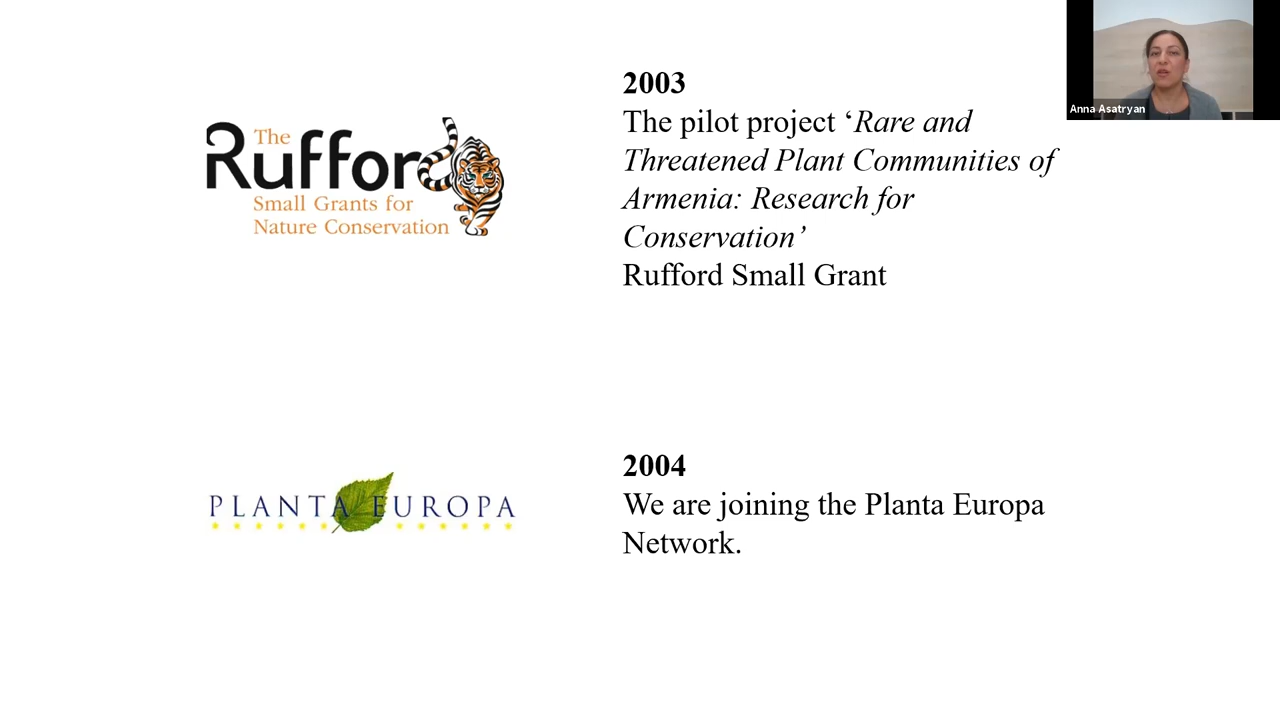 The
Rufford
Small Grants for
Nature Conservation
2003
The pilot project ‘Rare and
Threatened Plant Communities of
Armenia: Research for
Conservation’
Rufford Small Grant
Anna Asatryan
PLANTA EUROPA
2004
We are joining the Planta Europa
Network.